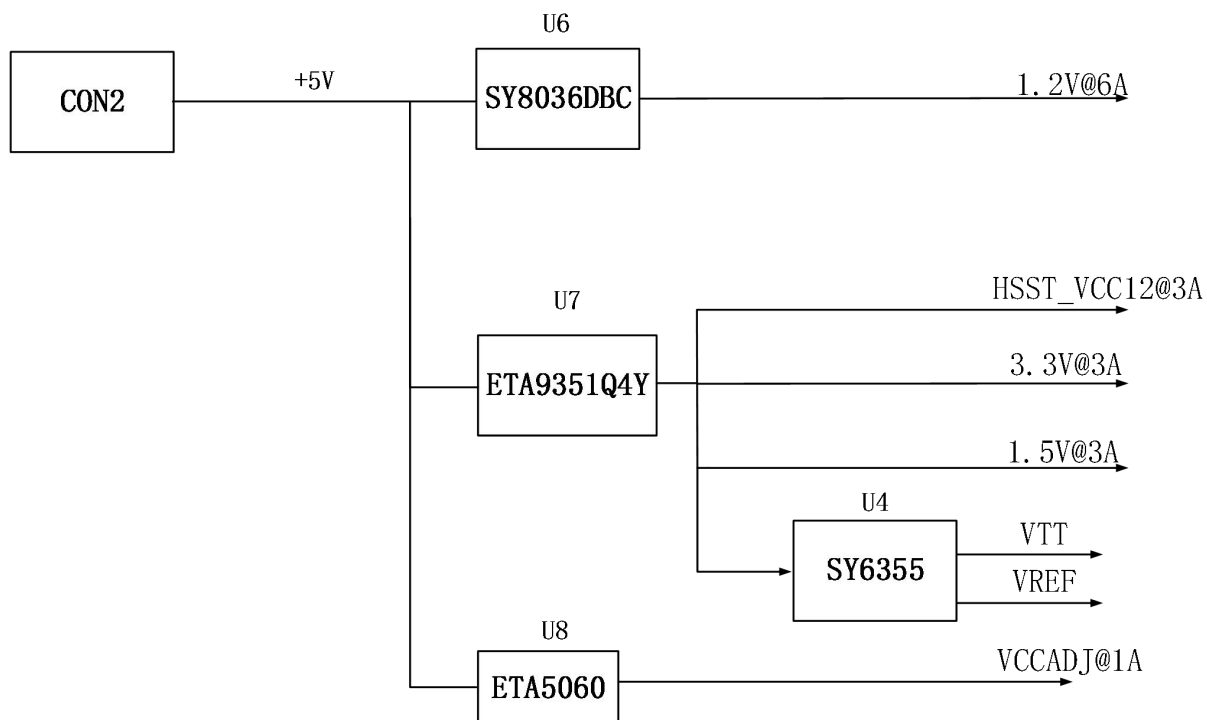 U6
CON2
+5V
SY8036DBC
1.2V@6A
U7
HSST_VCC12@3A
ETA9351Q4Y
3.3V@3A
1.5V@3A
U4
SY6355
VTT
VREF
U8
ETA5060
VCCADJ@1A